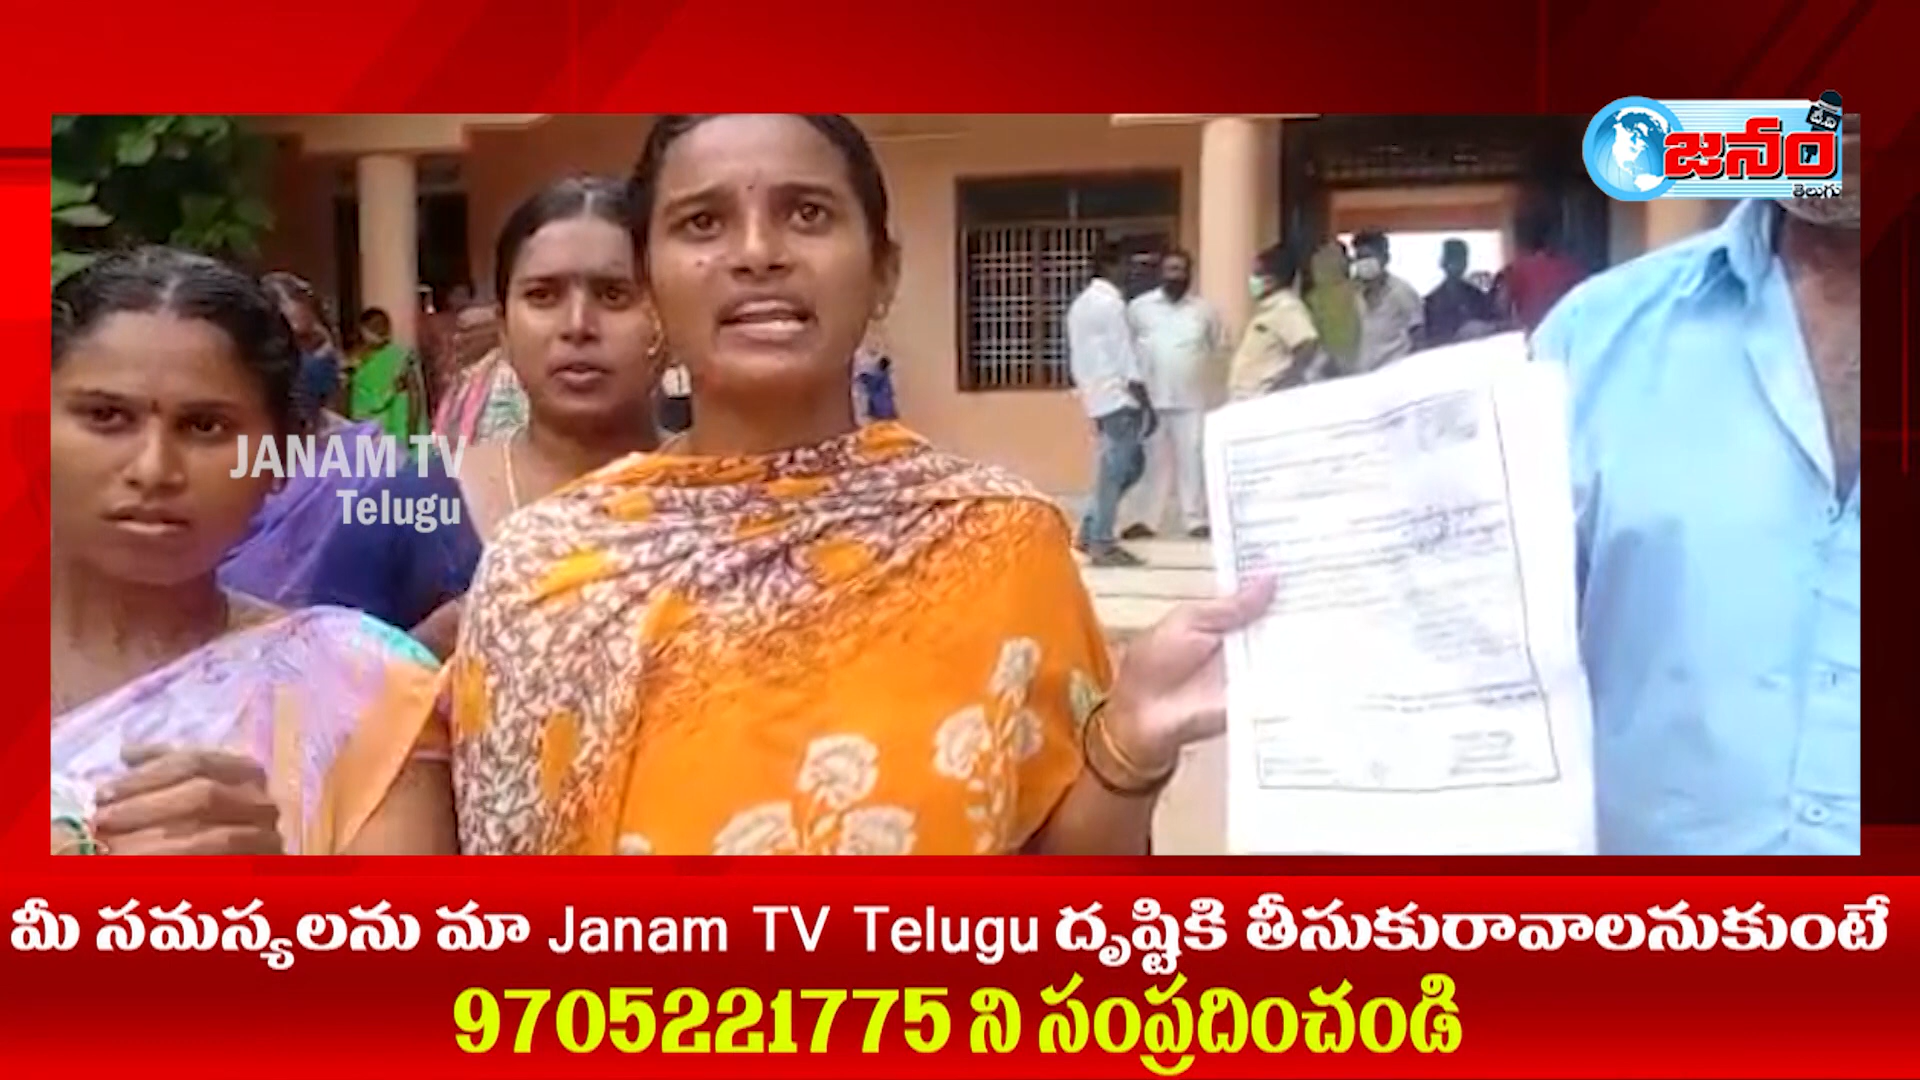 టీ.వి
జనం
తెలుగు
JANAM TV
Telugu
మీ సమస్యలను మా Janam TV Telugu దృష్టికి తీసుకురావాలనుకుంటే
9705221775 ని సంప్రదించండి